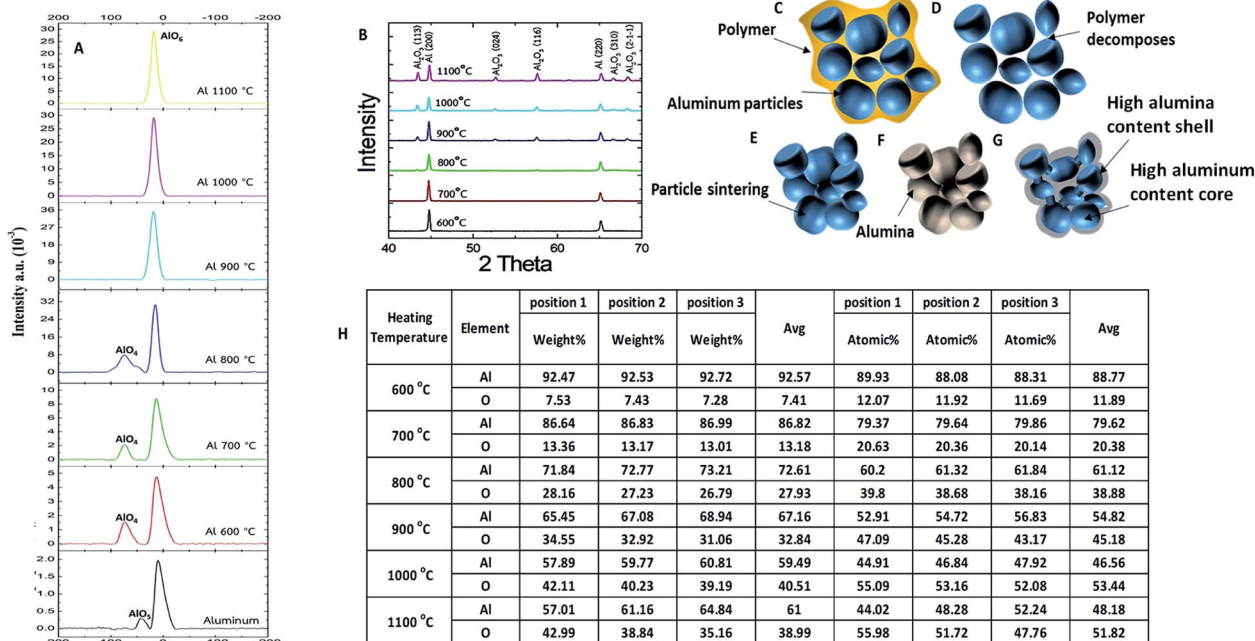 200 100 0 -100 -200
A
AlO6
30
25
20
15
10
5
0
Al 1100 °C
30
25
20
15
10
5
0
Al 1000 °C
36
27
18
9
0
Al 900 °C
32
24
16
8
0
AlO4
Al 800 °C
10
8
6
4
2
0
AlO4
Al 700 °C
5
4
3
2
1
0
AlO4
Al 600 °C
2.0
1.5
1.0
0.5
0.0
AlO5
Aluminum
200 100 0 -100 -200
Intensity a.u. (10⁻³)
B
Al2O3 (113)
Al (200)
Al2O3 (024)
Al2O3 (116)
Al (220)
Al2O3 (310)
Al2O3 (2-1-1)
1100°C
1000°C
900°C
800°C
700°C
600°C
Intensity
40 50 60 70
2 Theta
C
Polymer
Aluminum particles
D
Polymer
decomposes
E
Particle sintering
F
Alumina
G
High alumina
content shell
High aluminum
content core
H
Heating Temperature Element position 1 position 2 position 3 Avg position 1 position 2 position 3 Avg
Weight% Weight% Weight% Atomic% Atomic% Atomic%
600 °C Al 92.47 92.53 92.72 92.57 89.93 88.08 88.31 88.77
O 7.53 7.43 7.28 7.41 12.07 11.92 11.69 11.89
700 °C Al 86.64 86.83 86.99 86.82 79.37 79.64 79.86 79.62
O 13.36 13.17 13.01 13.18 20.63 20.36 20.14 20.38
800 °C Al 71.84 72.77 73.21 72.61 60.2 61.32 61.84 61.12
O 28.16 27.23 26.79 27.93 39.8 38.68 38.16 38.88
900 °C Al 65.45 67.08 68.94 67.16 52.91 54.72 56.83 54.82
O 34.55 32.92 31.06 32.84 47.09 45.28 43.17 45.18
1000 °C Al 57.89 59.77 60.81 59.49 44.91 46.84 47.92 46.56
O 42.11 40.23 39.19 40.51 55.09 53.16 52.08 53.44
1100 °C Al 57.01 61.16 64.84 61 44.02 48.28 52.24 48.18
O 42.99 38.84 35.16 38.99 55.98 51.72 47.76 51.82